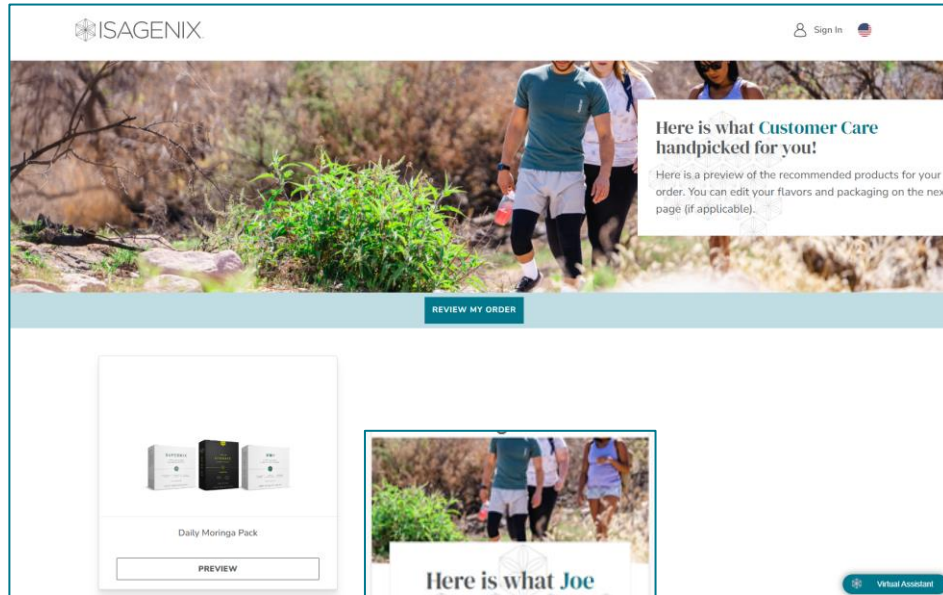 ISAGENIX
Sign In
Here is what Customer Care
handpicked for you!
Here is a preview of the recommended products for your
order. You can edit your flavors and packaging on the nex
page (if applicable).
REVIEW MY ORDER
Daily Moringa Pack
PREVIEW
Here is what Joe
Virtual Assistant